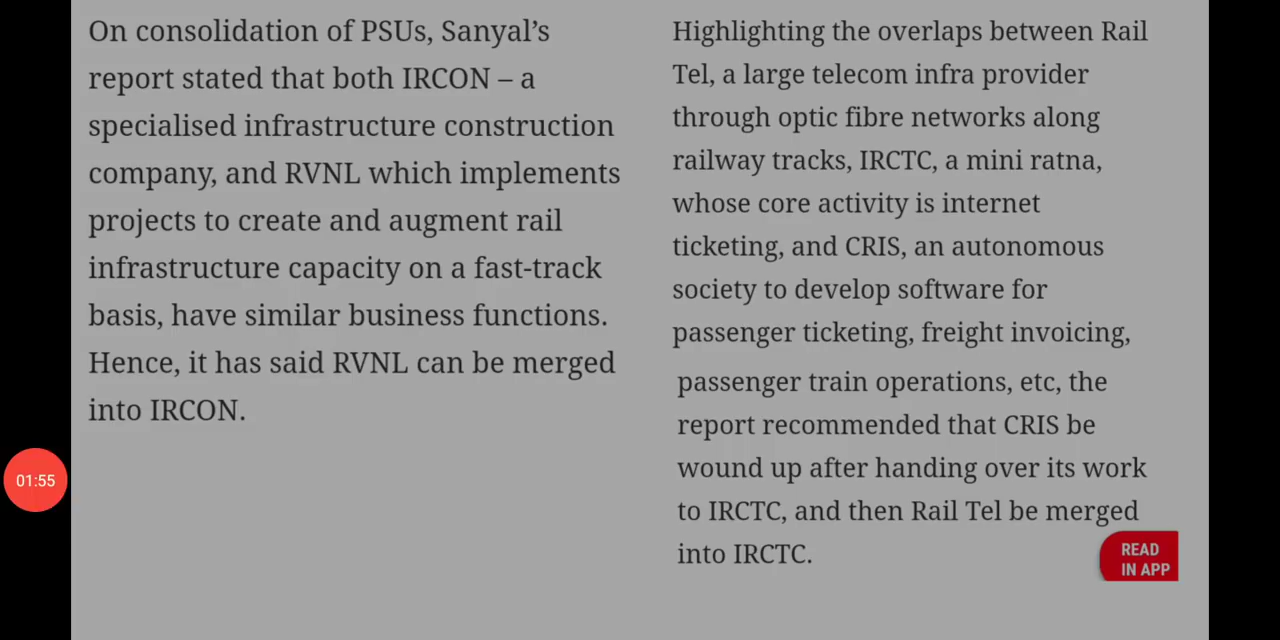 On consolidation of PSUs, Sanyal’s
report stated that both IRCON – a
specialised infrastructure construction
company, and RVNL which implements
projects to create and augment rail
infrastructure capacity on a fast-track
basis, have similar business functions.
Hence, it has said RVNL can be merged
into IRCON.
Highlighting the overlaps between Rail
Tel, a large telecom infra provider
through optic fibre networks along
railway tracks, IRCTC, a mini ratna,
whose core activity is internet
ticketing, and CRIS, an autonomous
society to develop software for
passenger ticketing, freight invoicing,
passenger train operations, etc, the
report recommended that CRIS be
wound up after handing over its work
to IRCTC, and then Rail Tel be merged
into IRCTC.
01:55
READ
IN APP